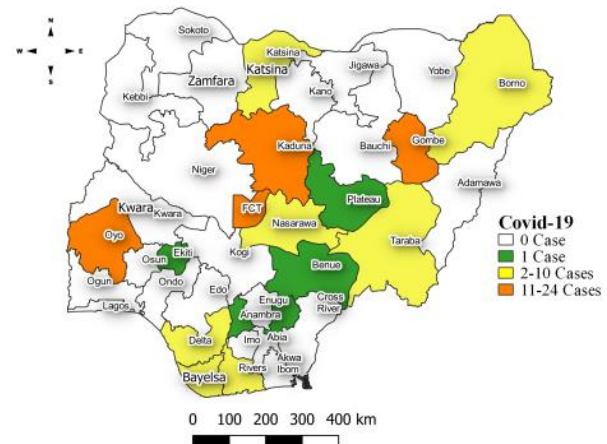 N
W
E
S
Sokoto
Katsina
Katsina
Jigawa
Yobe
Borno
Zamfara
Kebbi
Kano
Kaduna
Bauchi
Gombe
Niger
Adamawa
Plateau
Kwara
Kwara
FCT
Nasarawa
Taraba
Oyo
Ekiti
Osun
Kogi
Benue
Ogun
Ondo
Edo
Lagos
Enugu
Cross
River
Anambra
Delta
Imo
Abia
Akwa
Ibom
Bayelsa
Rivers
Covid-19
0 Case
1 Case
2-10 Cases
11-24 Cases
0 100 200 300 400 km